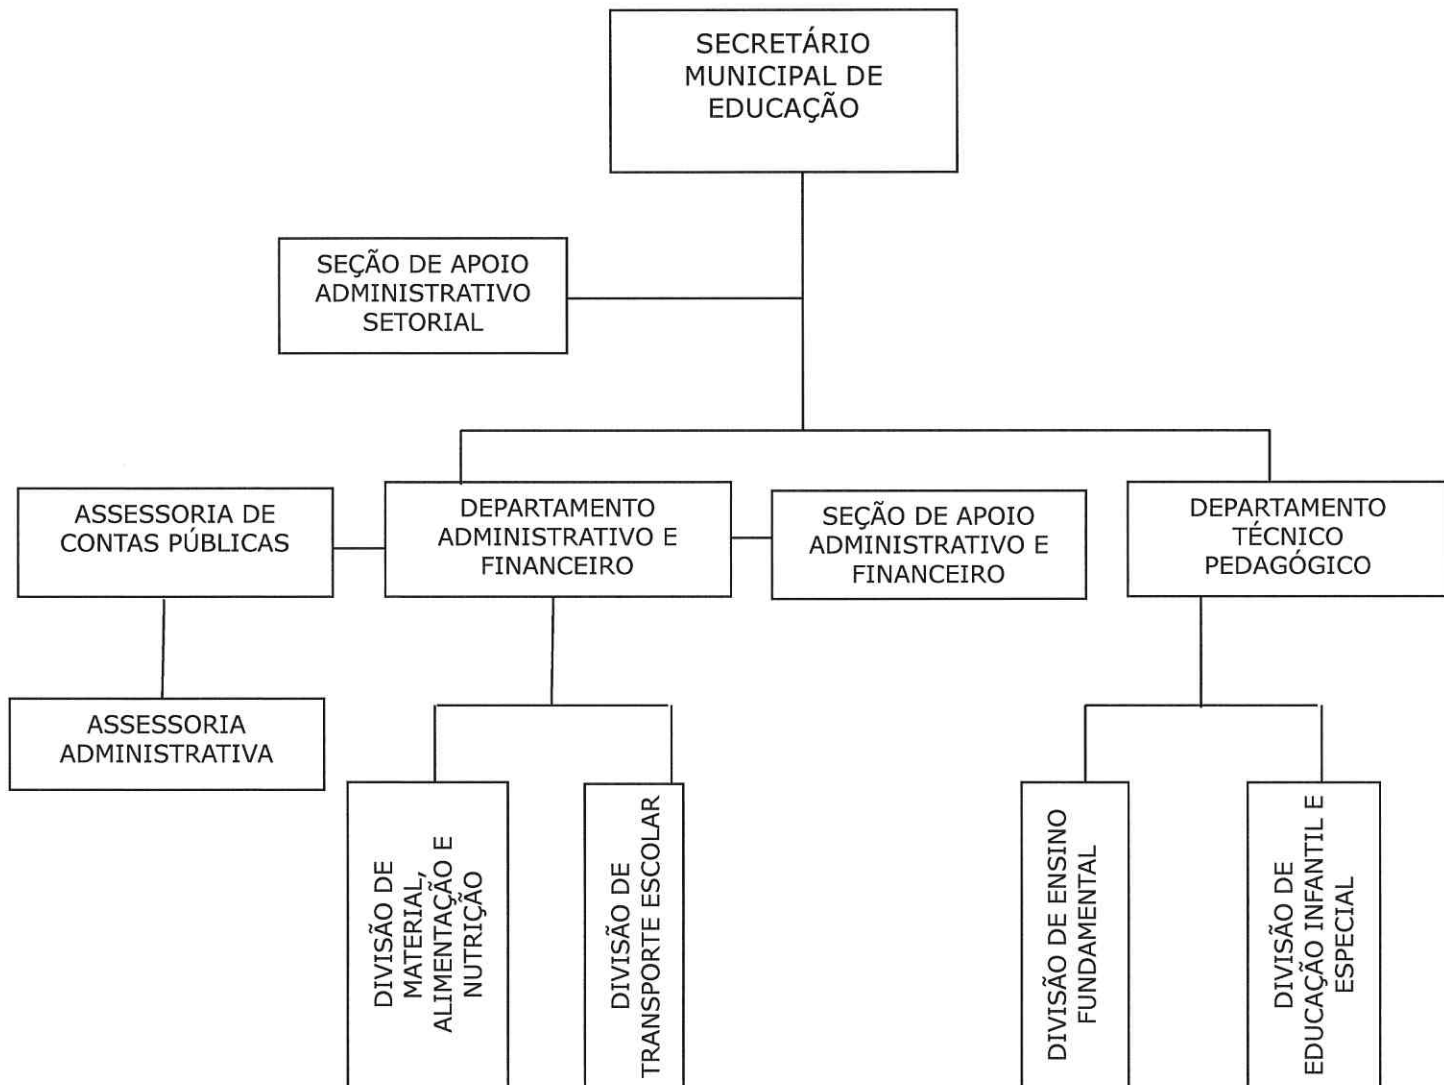 SECRETÁRIO
MUNICIPAL DE
EDUCAÇÃO
SEÇÃO DE APOIO
ADMINISTRATIVO
SETORIAL
ASSESSORIA DE
CONTAS PÚBLICAS
DEPARTAMENTO
ADMINISTRATIVO E
FINANCEIRO
SEÇÃO DE APOIO
ADMINISTRATIVO E
FINANCEIRO
DEPARTAMENTO
TÉCNICO
PEDAGÓGICO
ASSESSORIA
ADMINISTRATIVA
DIVISÃO DE
MATERIAL,
ALIMENTAÇÃO E
NUTRIÇÃO
DIVISÃO DE
TRANSPORTE ESCOLAR
DIVISÃO DE ENSINO
FUNDAMENTAL
DIVISÃO DE
EDUCAÇÃO INFANTIL E
ESPECIAL